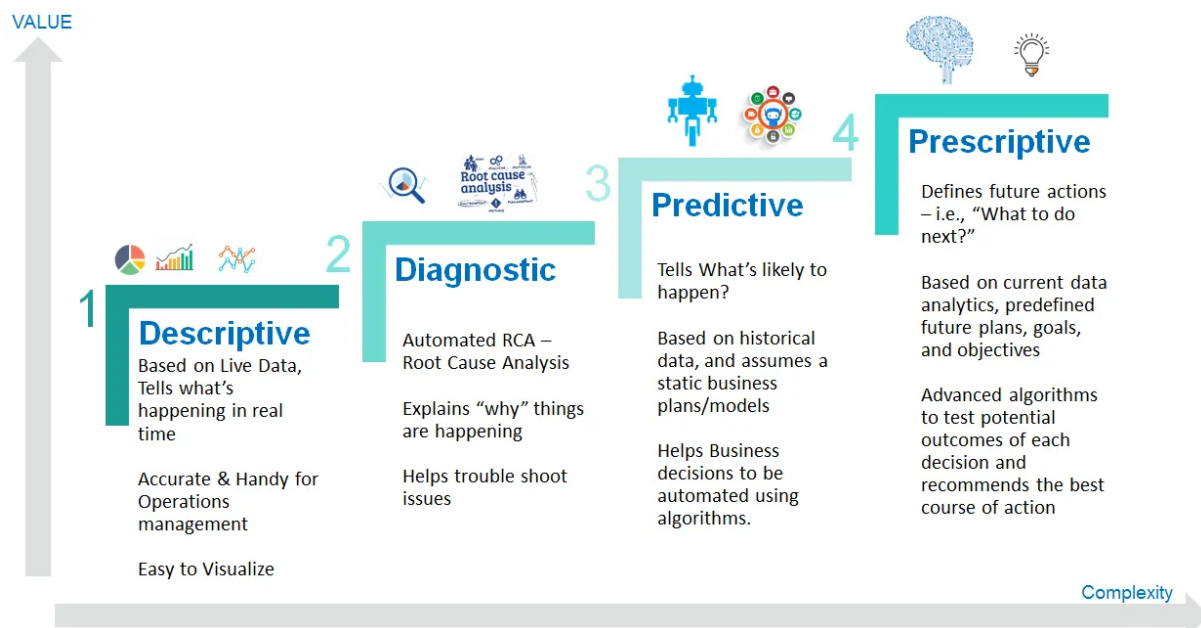 VALUE
1
Descriptive
Based on Live Data,
Tells what's
happening in real
time
Accurate & Handy for
Operations
management
Easy to Visualize
2
Root cause
analysis
Diagnostic
Automated RCA –
Root Cause Analysis
Explains “why” things
are happening
Helps trouble shoot
issues
3
Predictive
Tells What's likely to
happen?
Based on historical
data, and assumes a
static business
plans/models
Helps Business
decisions to be
automated using
algorithms.
4
Prescriptive
Defines future actions
– i.e., “What to do
next?”
Based on current data
analytics, predefined
future plans, goals,
and objectives
Advanced algorithms
to test potential
outcomes of each
decision and
recommends the best
course of action
Complexity